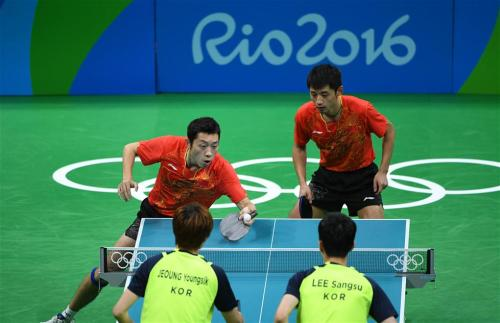 Rio2016
JEOUNG Youngsik
KOR
LEE Sangsu
KOR